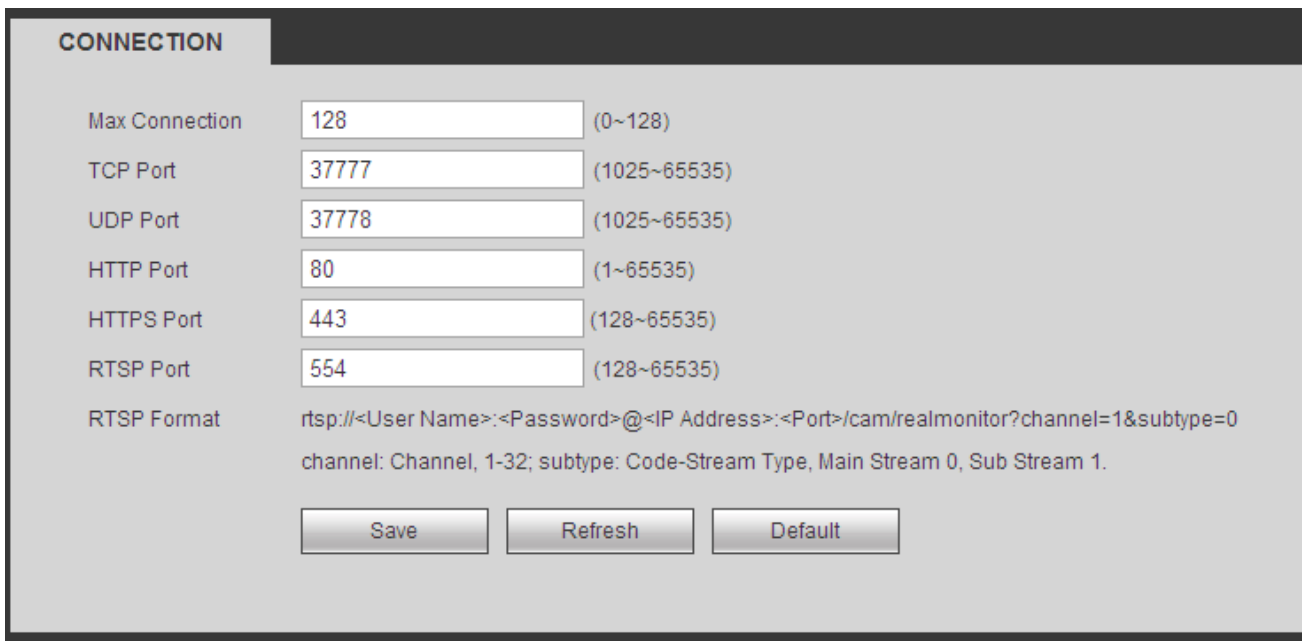 CONNECTION
Max Connection 128 (0~128)
TCP Port 37777 (1025~65535)
UDP Port 37778 (1025~65535)
HTTP Port 80 (1~65535)
HTTPS Port 443 (128~65535)
RTSP Port 554 (128~65535)
RTSP Format rtsp://<User Name>:<Password>@<IP Address>:<Port>/cam/realmonitor?channel=1&subtype=0
channel: Channel, 1-32; subtype: Code-Stream Type, Main Stream 0, Sub Stream 1.
Save Refresh Default